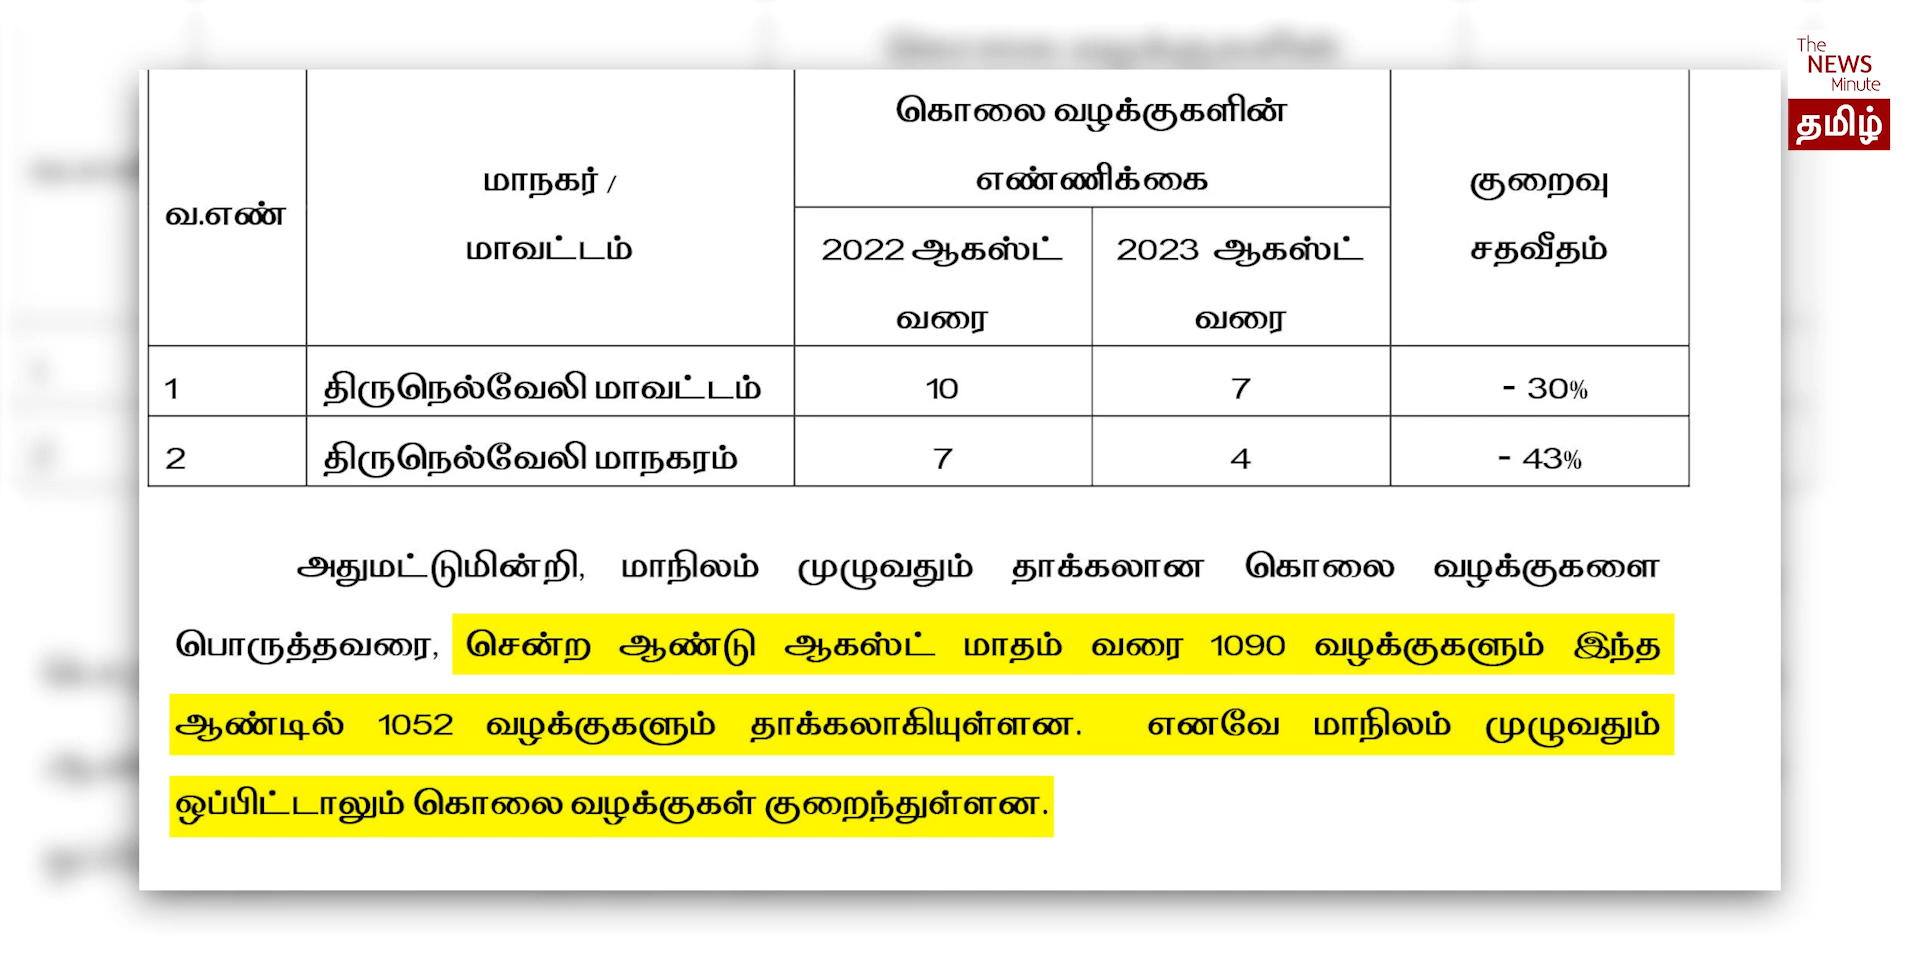 The
NEWS
Minute
தமிழ்
வ.எண்
மாநகர் /
மாவட்டம்
கொலை வழக்குகளின்
எண்ணிக்கை
2022 ஆகஸ்ட்
வரை
2023 ஆகஸ்ட்
வரை
குறைவு
சதவீதம்
1 திருநெல்வேலி மாவட்டம் 10 7 - 30%
2 திருநெல்வேலி மாநகரம் 7 4 - 43%
அதுமட்டுமின்றி, மாநிலம் முழுவதும் தாக்கலான கொலை வழக்குகளை
பொருத்தவரை, சென்ற ஆண்டு ஆகஸ்ட் மாதம் வரை 1090 வழக்குகளும் இந்த
ஆண்டில் 1052 வழக்குகளும் தாக்கலாகியுள்ளன. எனவே மாநிலம் முழுவதும்
ஒப்பிட்டாலும் கொலை வழக்குகள் குறைந்துள்ளன.